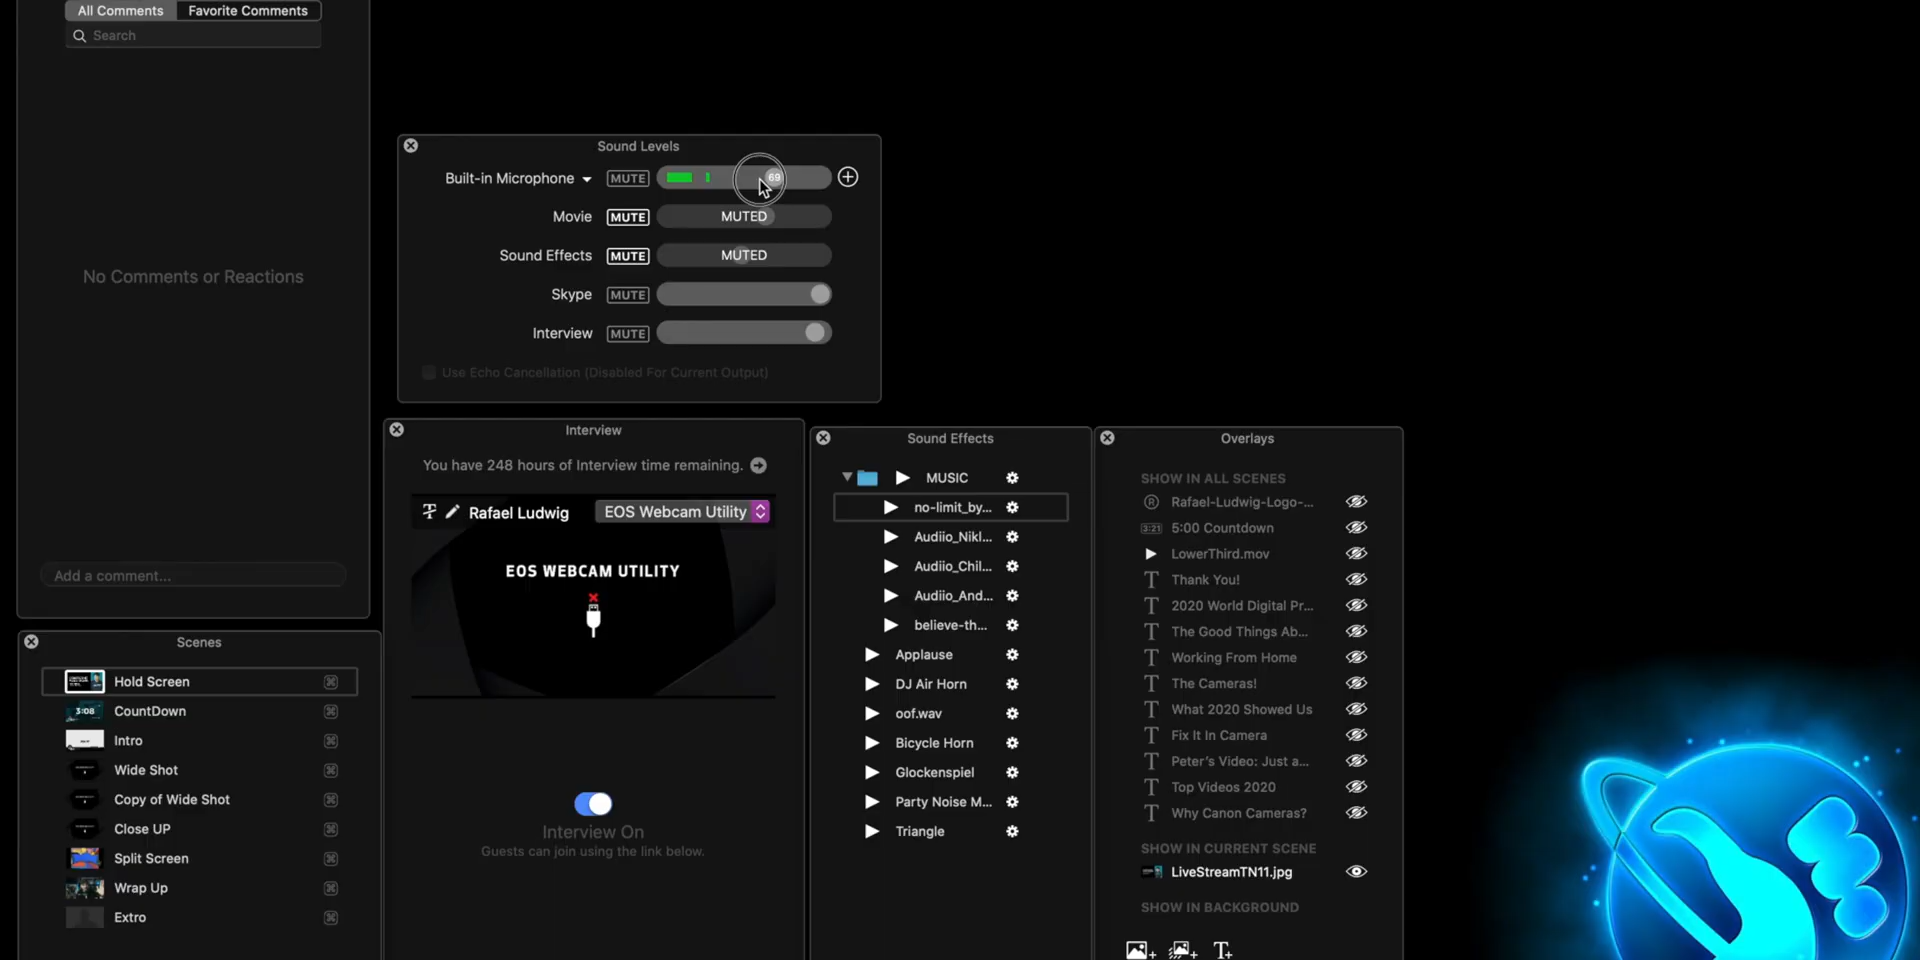 All Comments
Favorite Comments
Search
No Comments or Reactions
Add a comment...
Sound Levels
Built-in Microphone MUTE 69
Movie MUTE MUTED
Sound Effects MUTE MUTED
Skype MUTE
Interview MUTE
Use Echo Cancellation (Disabled For Current Output)
Scenes
Hold Screen
3:08 CountDown
Intro
Wide Shot
Copy of Wide Shot
Close UP
Split Screen
Wrap Up
Extro
Interview
You have 248 hours of Interview time remaining.
Rafael Ludwig
EOS Webcam Utility
EOS WEBCAM UTILITY
Interview On
Guests can join using the link below.
Sound Effects
MUSIC
no-limit_by...
Audiio_Nikl...
Audiio_Chil...
Audiio_And...
believe-th...
Applause
DJ Air Horn
oof.wav
Bicycle Horn
Glockenspiel
Party Noise M...
Triangle
Overlays
SHOW IN ALL SCENES
R Rafael-Ludwig-Logo-...
3:21 5:00 Countdown
LowerThird.mov
T Thank You!
T 2020 World Digital Pr...
T The Good Things Ab...
T Working From Home
T The Cameras!
T What 2020 Showed Us
T Fix It In Camera
T Peter's Video: Just a...
T Top Videos 2020
T Why Canon Cameras?
SHOW IN CURRENT SCENE
LiveStreamTN11.jpg
SHOW IN BACKGROUND
T+